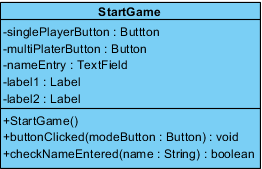 StartGame
-singlePlayerButton : Buttton
-multiPlaterButton : Button
-nameEntry : TextField
-label1 : Label
-label2 : Label
+StartGame()
+buttonClicked(modeButton : Button) : void
+checkNameEntered(name : String) : boolean